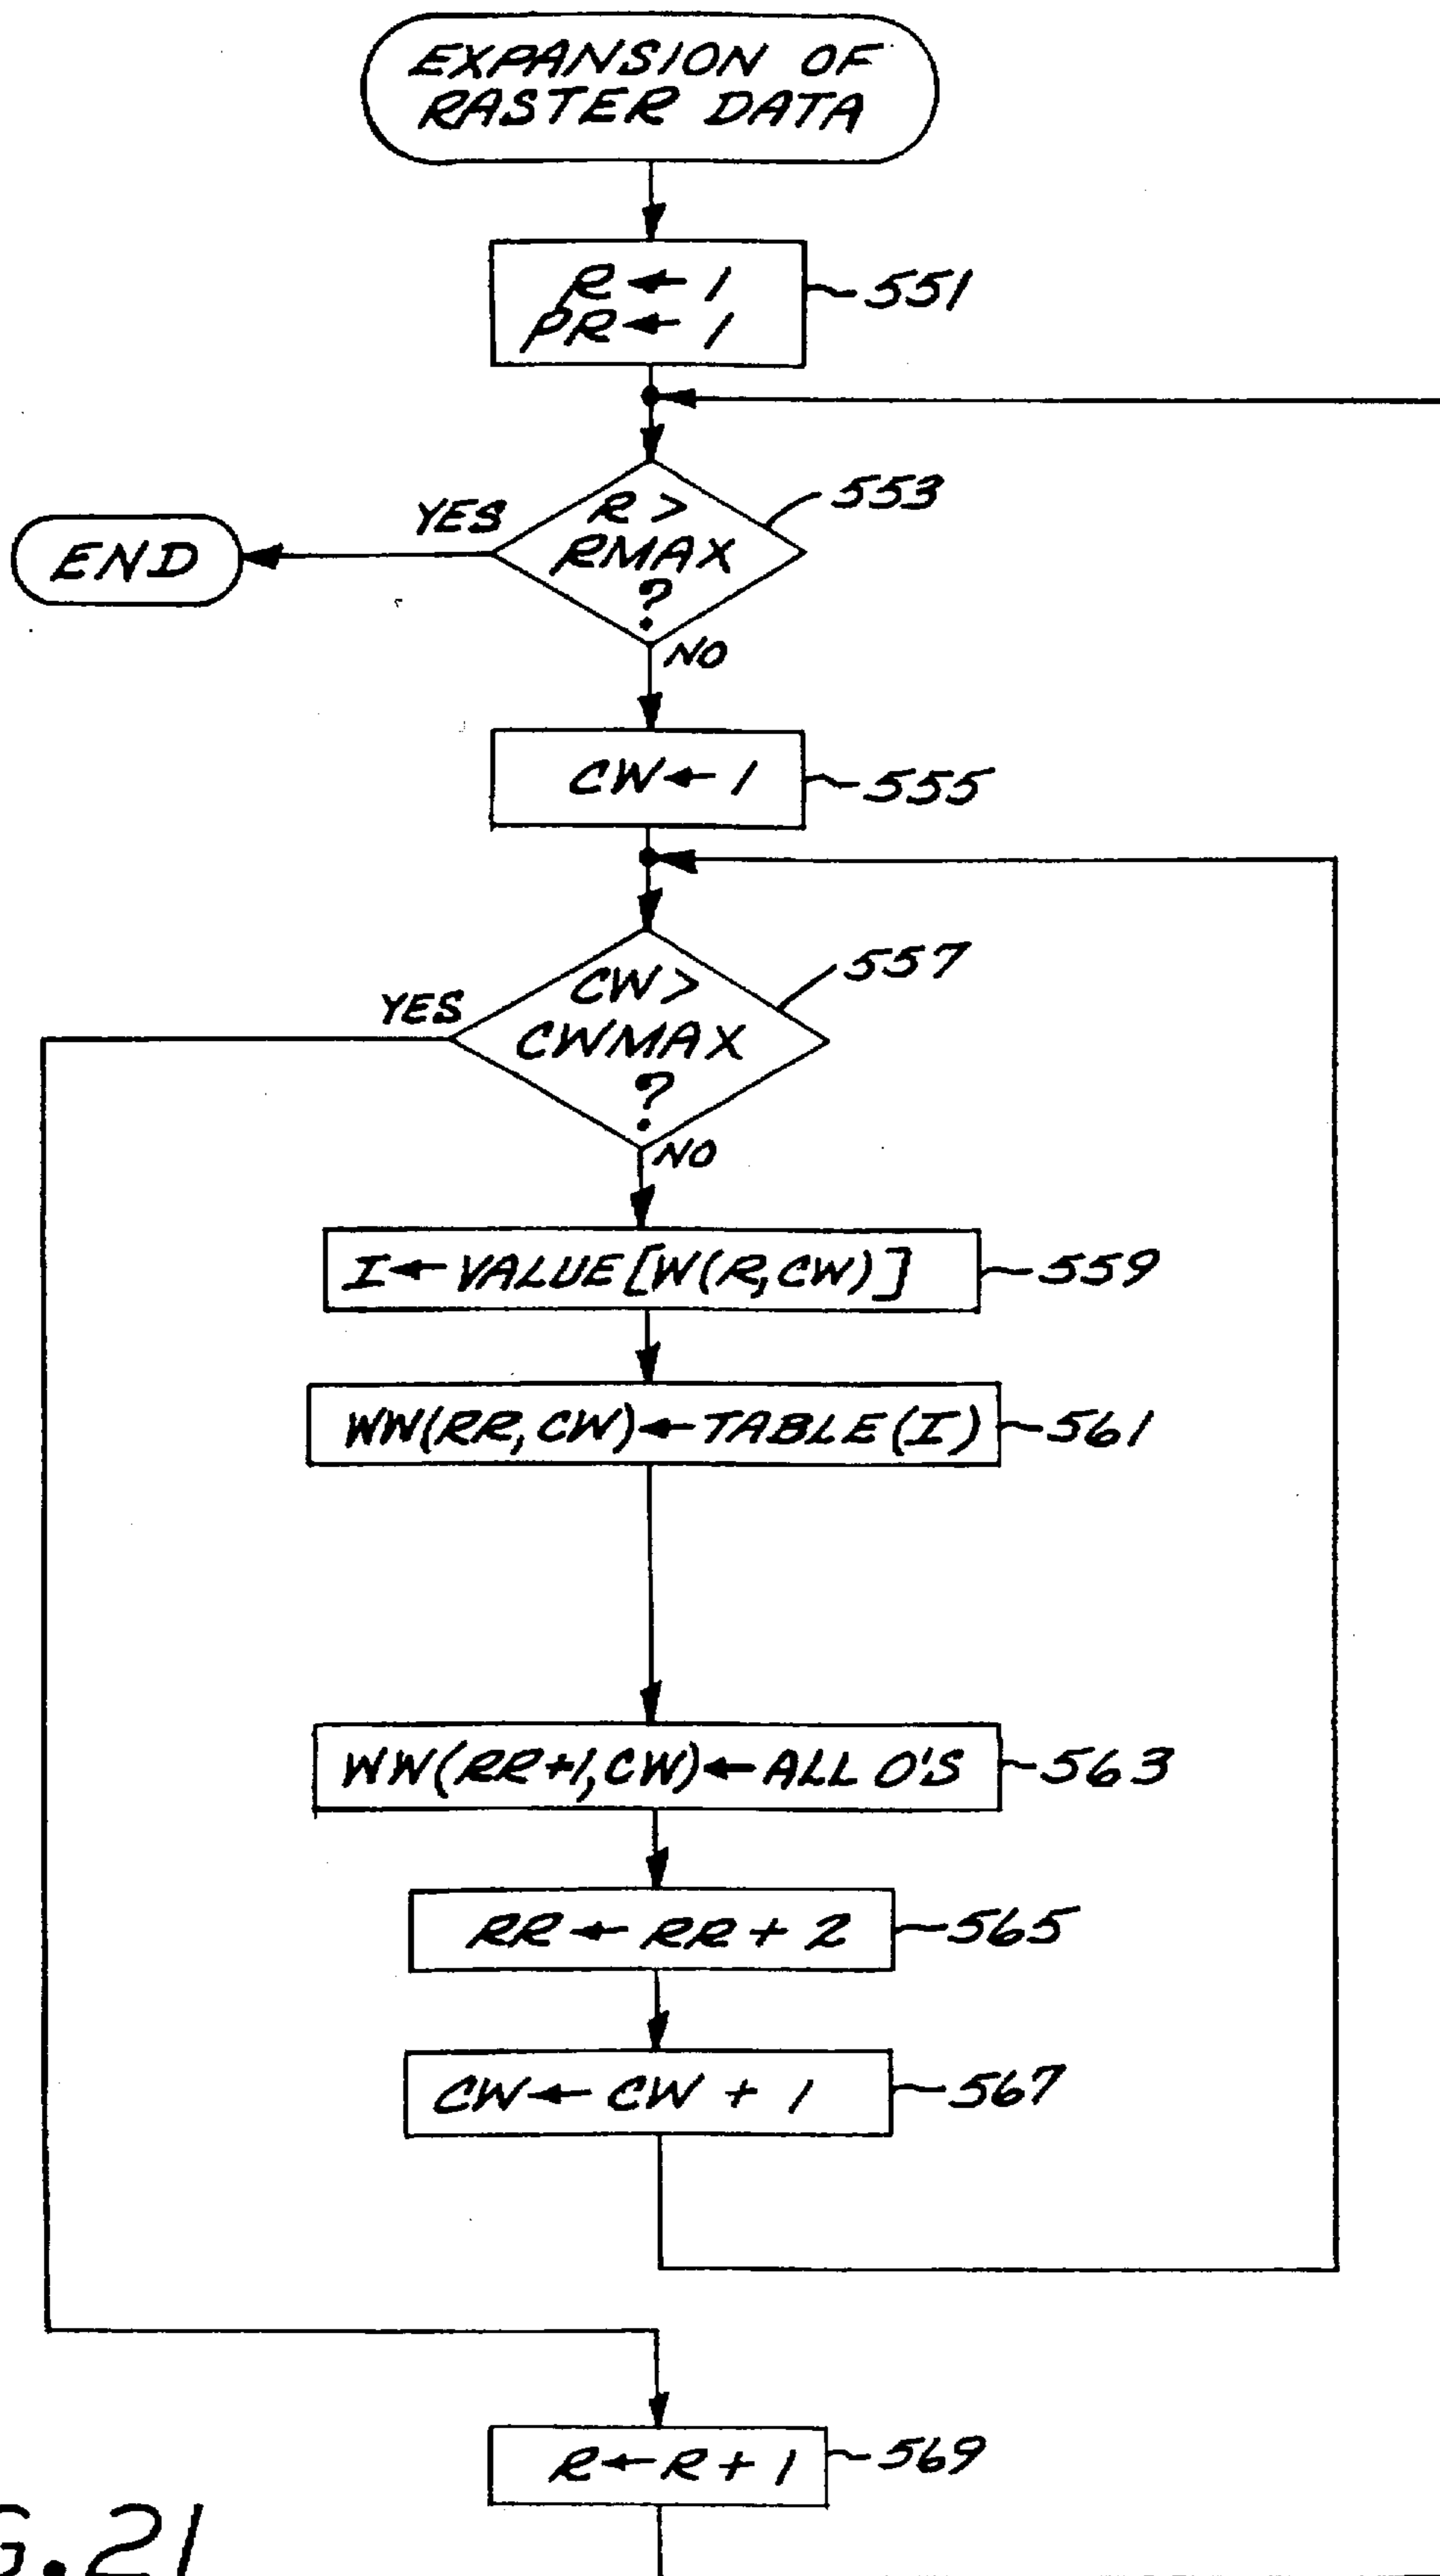 EXPANSION OF
RASTER DATA
R ← 1
PR ← 1
551
R >
RMAX
?
553
YES
END
NO
CW ← 1
555
CW >
CWMAX
?
557
YES
NO
I ← VALUE [W(R,CW)]
559
WW(RR,CW) ← TABLE(I)
561
WW(RR+1,CW) ← ALL 0'S
563
RR ← RR + 2
565
CW ← CW + 1
567
R ← R + 1
569
G.21